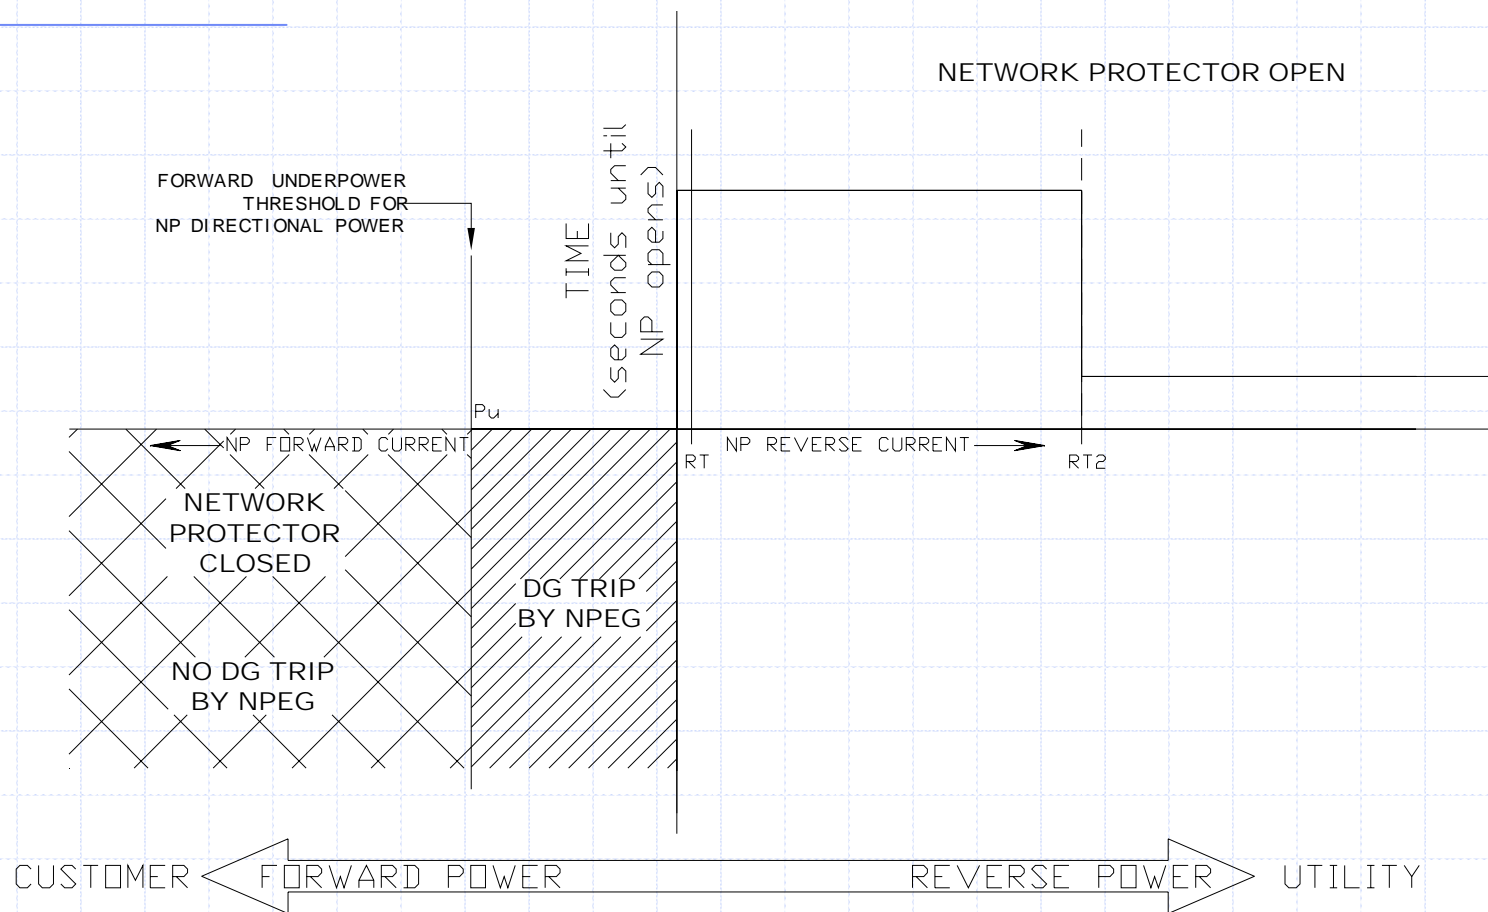 NETWORK PROTECTOR OPEN
FORWARD UNDERPOWER
THRESHOLD FOR
NP DIRECTIONAL POWER
TIME
(seconds until
NP opens)
Pu
NP FORWARD CURRENT
NP REVERSE CURRENT
RT
RT2
NETWORK
PROTECTOR
CLOSED
DG TRIP
BY NPEG
NO DG TRIP
BY NPEG
CUSTOMER
FORWARD POWER
REVERSE POWER
UTILITY